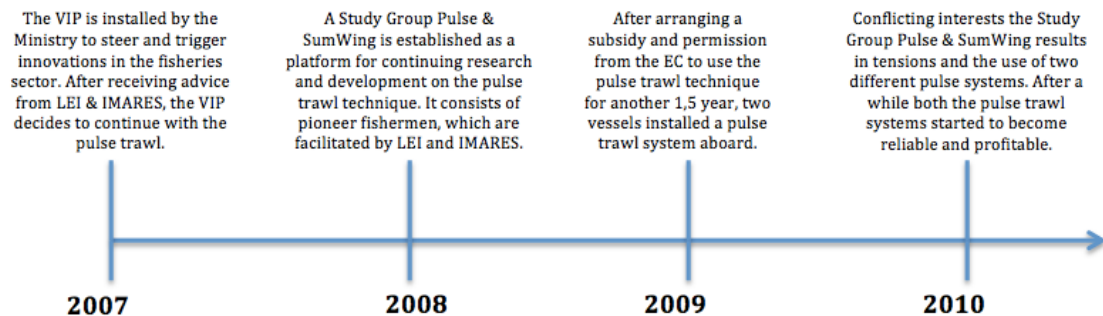 The VIP is installed by the
Ministry to steer and trigger
innovations in the fisheries
sector. After receiving advice
from LEI & IMARES, the VIP
decides to continue with the
pulse trawl.
A Study Group Pulse &
SumWing is established as a
platform for continuing research
and development on the pulse
trawl technique. It consists of
pioneer fishermen, which are
facilitated by LEI and IMARES.
After arranging a
subsidy and permission
from the EC to use the
pulse trawl technique
for another 1,5 year, two
vessels installed a pulse
trawl system aboard.
Conflicting interests the Study
Group Pulse & SumWing results
in tensions and the use of two
different pulse systems. After a
while both the pulse trawl
systems started to become
reliable and profitable.
2007
2008
2009
2010